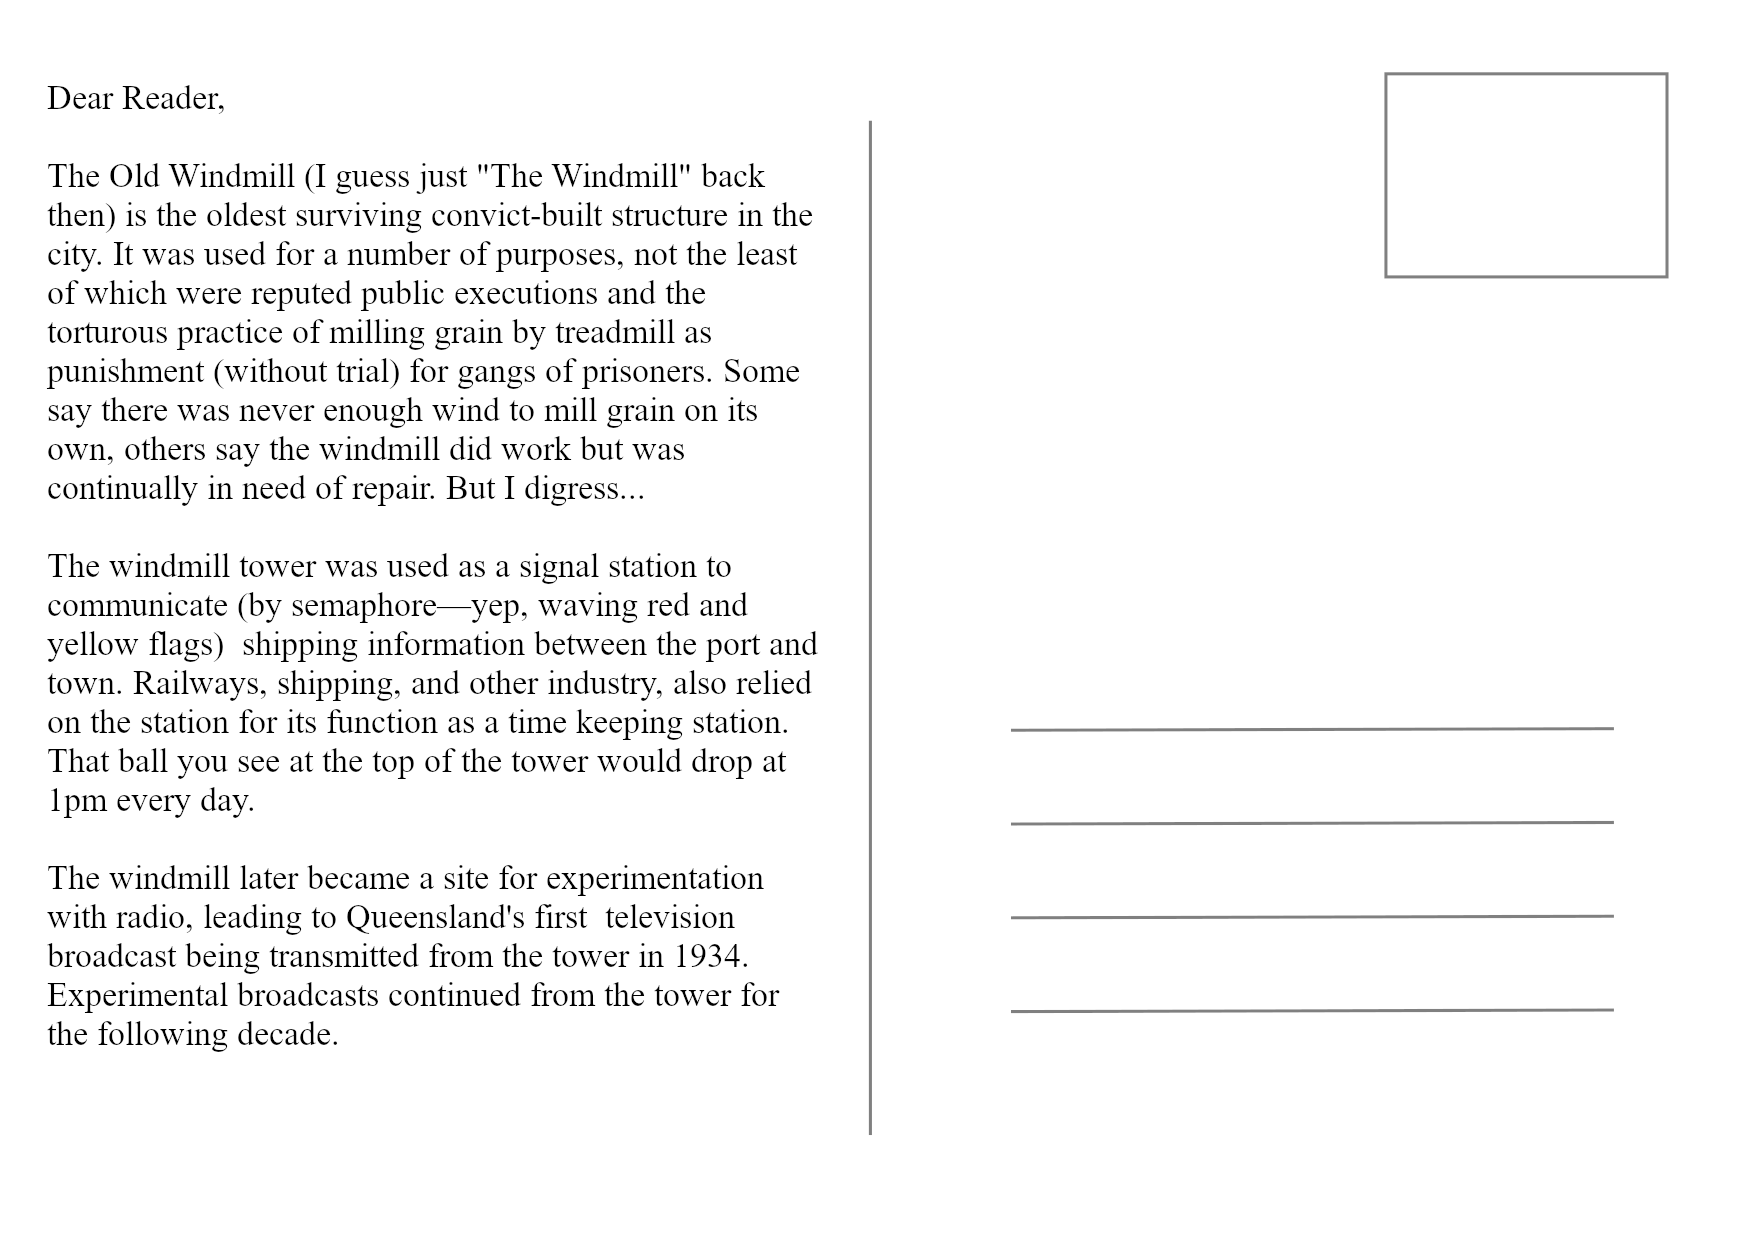 Dear Reader,
The Old Windmill (I guess just "The Windmill" back
then) is the oldest surviving convict-built structure in the
city. It was used for a number of purposes, not the least
of which were reputed public executions and the
torturous practice of milling grain by treadmill as
punishment (without trial) for gangs of prisoners. Some
say there was never enough wind to mill grain on its
own, others say the windmill did work but was
continually in need of repair. But I digress...
The windmill tower was used as a signal station to
communicate (by semaphore—yep, waving red and
yellow flags)  shipping information between the port and
town. Railways, shipping, and other industry, also relied
on the station for its function as a time keeping station.
That ball you see at the top of the tower would drop at
1pm every day.
The windmill later became a site for experimentation
with radio, leading to Queensland's first  television
broadcast being transmitted from the tower in 1934.
Experimental broadcasts continued from the tower for
the following decade.